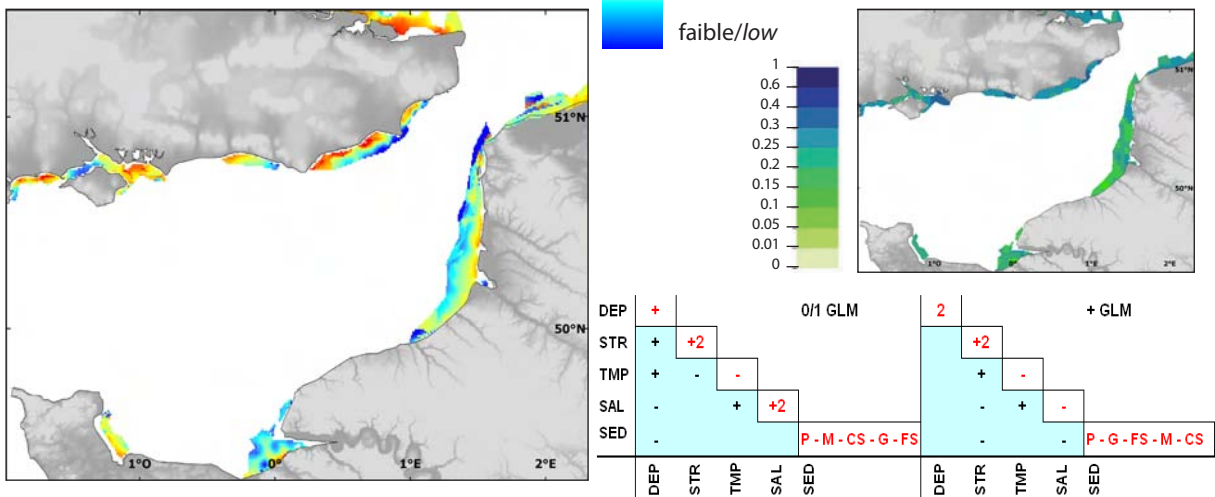 51°N
50°N
1°O
0°
1°E
2°E
faible/low
1
0.6
0.4
0.3
0.2
0.15
0.1
0.05
0.01
0
51°N
50°N
1°O
0°
1°E
2°E
DEP + 0/1 GLM 2 + GLM
STR + +2 +2
TMP + - - + -
SAL - + +2 - + -
SED - P - M - CS - G - FS - - P - G - FS - M - CS
DEP STR TMP SAL SED DEP STR TMP SAL SED